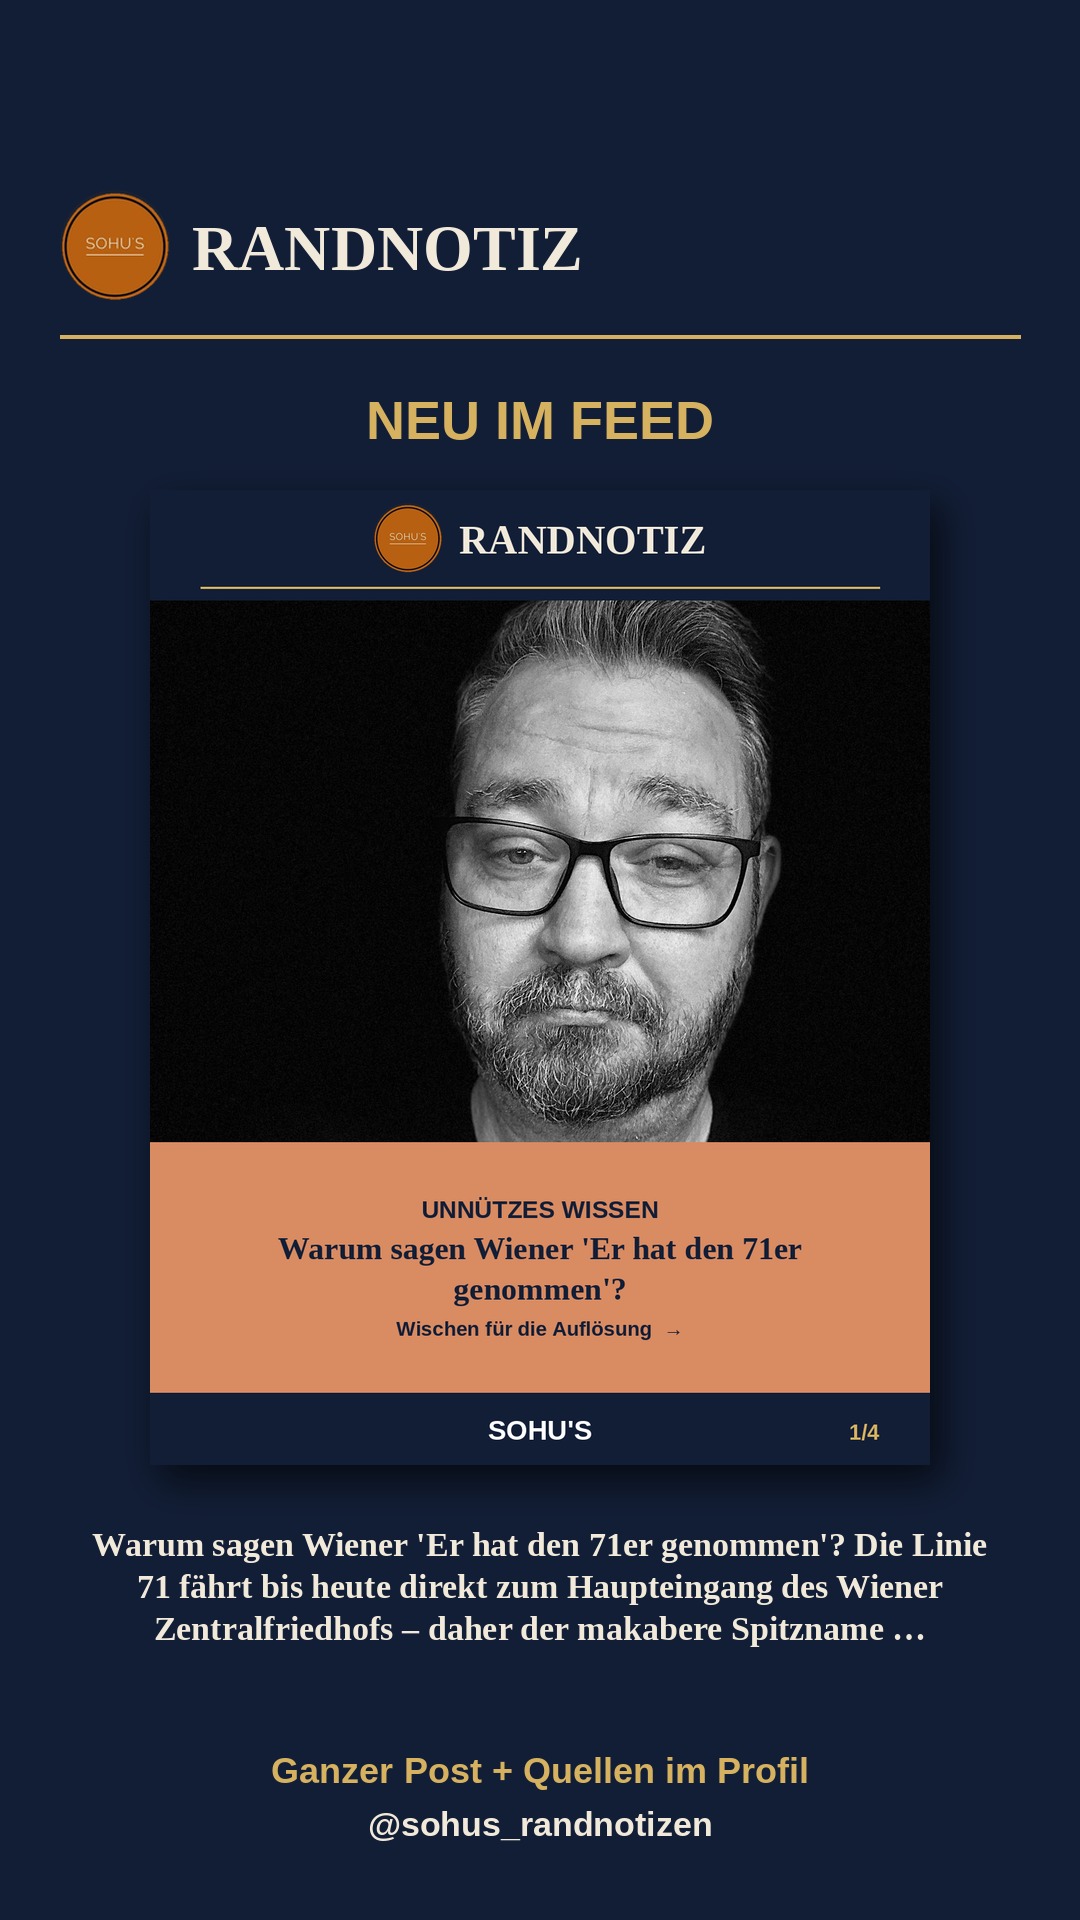 SOHU'S
RANDNOTIZ
NEU IM FEED
SOHU'S
RANDNOTIZ
UNNÜTZES WISSEN
Warum sagen Wiener 'Er hat den 71er
genommen'?
Wischen für die Auflösung →
SOHU'S
1/4
Warum sagen Wiener 'Er hat den 71er genommen'? Die Linie
71 fährt bis heute direkt zum Haupteingang des Wiener
Zentralfriedhofs – daher der makabere Spitzname …
Ganzer Post + Quellen im Profil
@sohus_randnotizen